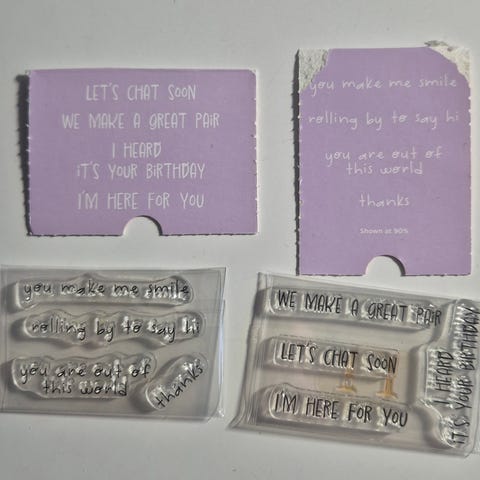 LET'S CHAT SOON
WE MAKE A GREAT PAIR
I HEARD
IT'S YOUR BIRTHDAY
I'M HERE FOR YOU
you make me smile
rolling by to say hi
you are out of
this world
thanks
Shown at 90%
you make me smile
rolling by to say hi
you are out of
this world
thanks
WE MAKE A GREAT PAIR
LET'S CHAT SOON
I'M HERE FOR YOU
I HEARD
IT'S YOUR BIRTHDAY